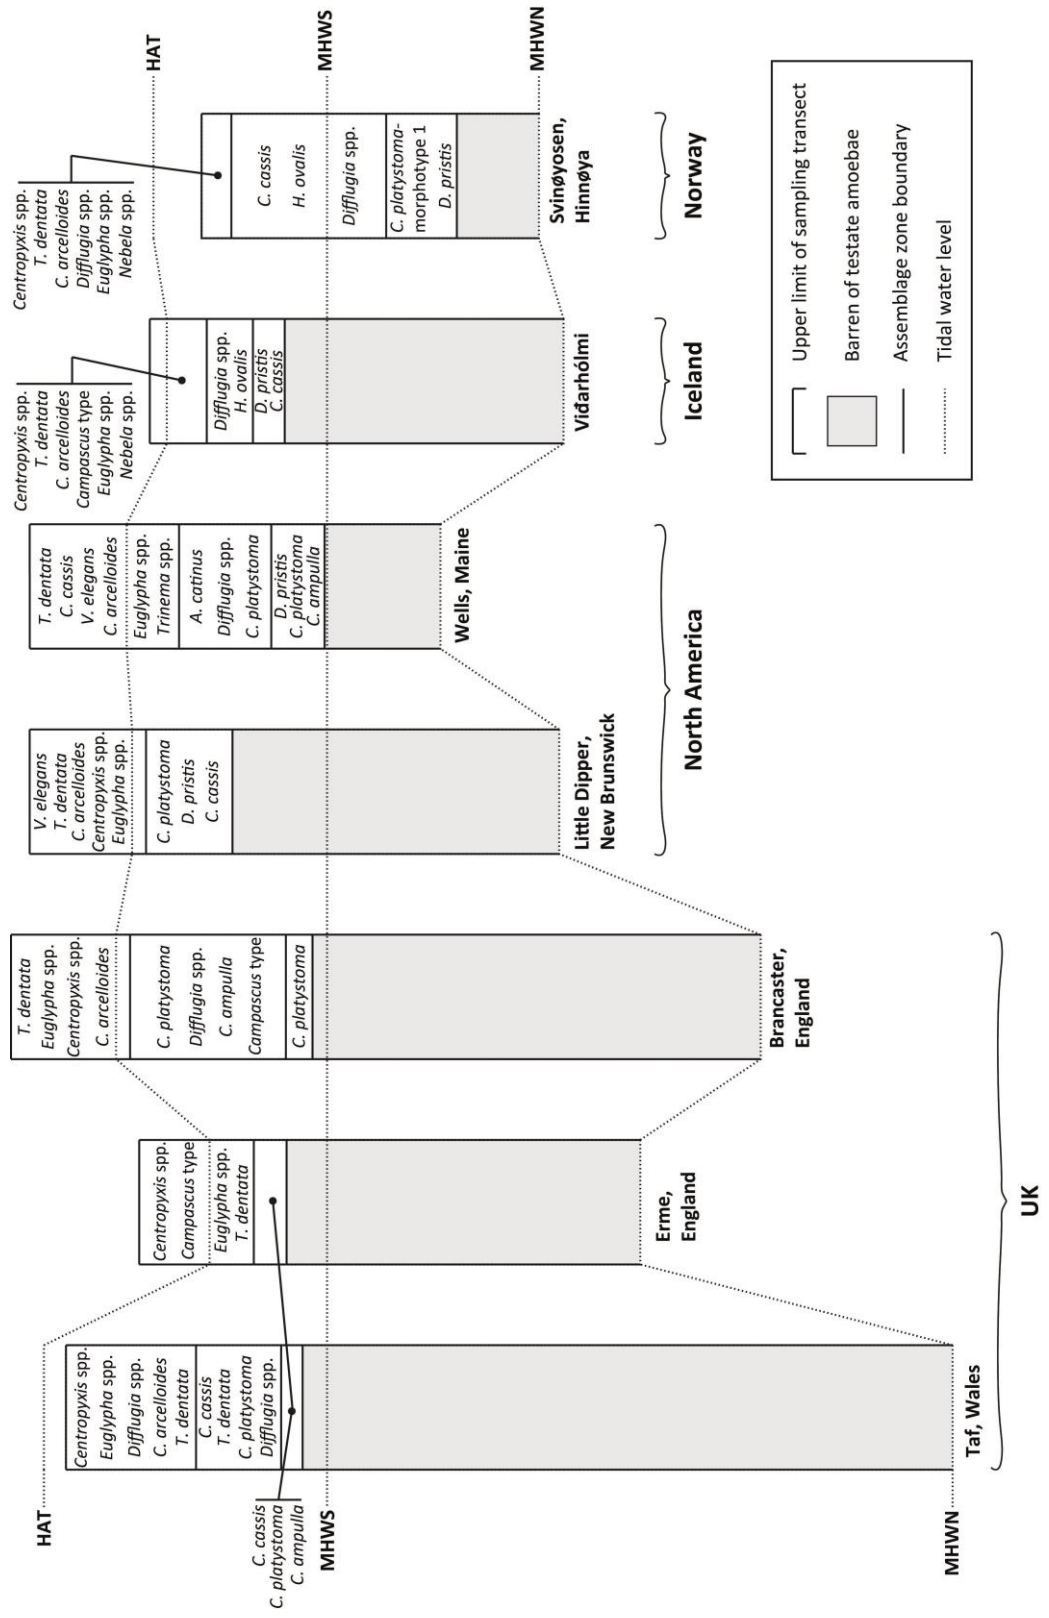 HAT
MHWS
MHWN
C. cassis
C. platystoma
C. ampulla
Centropyxis spp.
Euglypha spp.
Difflugia spp.
C. arcelloides
T. dentata
C. cassis
T. dentata
C. platystoma
Difflugia spp.
Taf, Wales
Centropyxis spp.
Campascus type
Euglypha spp.
T. dentata
Erme,
England
T. dentata
Euglypha spp.
Centropyxis spp.
C. arcelloides
C. platystoma
Difflugia spp.
C. ampulla
Campascus type
C. platystoma
Brancaster,
England
UK
V. elegans
T. dentata
C. arcelloides
Centropyxis spp.
Euglypha spp.
C. platystoma
D. pristis
C. cassis
Little Dipper,
New Brunswick
T. dentata
C. cassis
V. elegans
C. arcelloides
Euglypha spp.
Trinema spp.
A. catinus
Difflugia spp.
C. platystoma
D. pristis
C. platystoma
C. ampulla
Wells, Maine
North America
Centropyxis spp.
T. dentata
C. arcelloides
Campascus type
Euglypha spp.
Nebela spp.
Difflugia spp.
H. ovalis
D. pristis
C. cassis
Viđarhólmi
Iceland
Centropyxis spp.
T. dentata
C. arcelloides
Difflugia spp.
Euglypha spp.
Nebela spp.
C. cassis
H. ovalis
Difflugia spp.
C. platystoma-
morphotype 1
D. pristis
Svinøyosen,
Hinnøya
Norway
HAT
MHWS
MHWN
Upper limit of sampling transect
Barren of testate amoebae
Assemblage zone boundary
Tidal water level